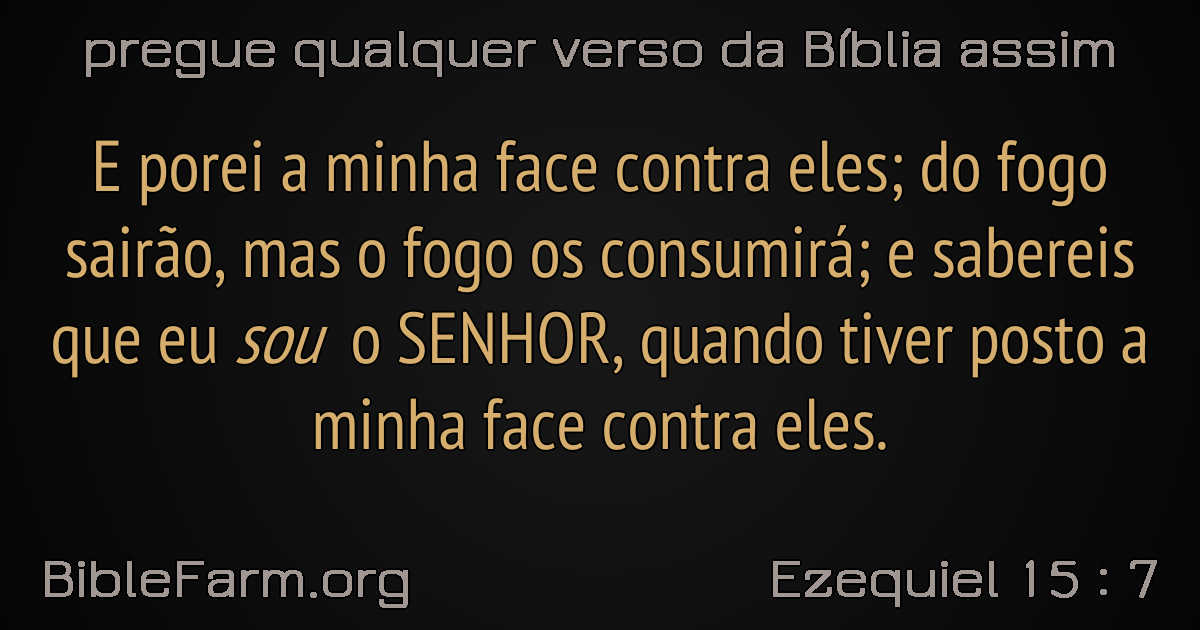 pregue qualquer verso da Bíblia assim
E porei a minha face contra eles; do fogo
sairão, mas o fogo os consumirá; e sabereis
que eu sou o SENHOR, quando tiver posto a
minha face contra eles.
BibleFarm.org
Ezequiel 15 : 7